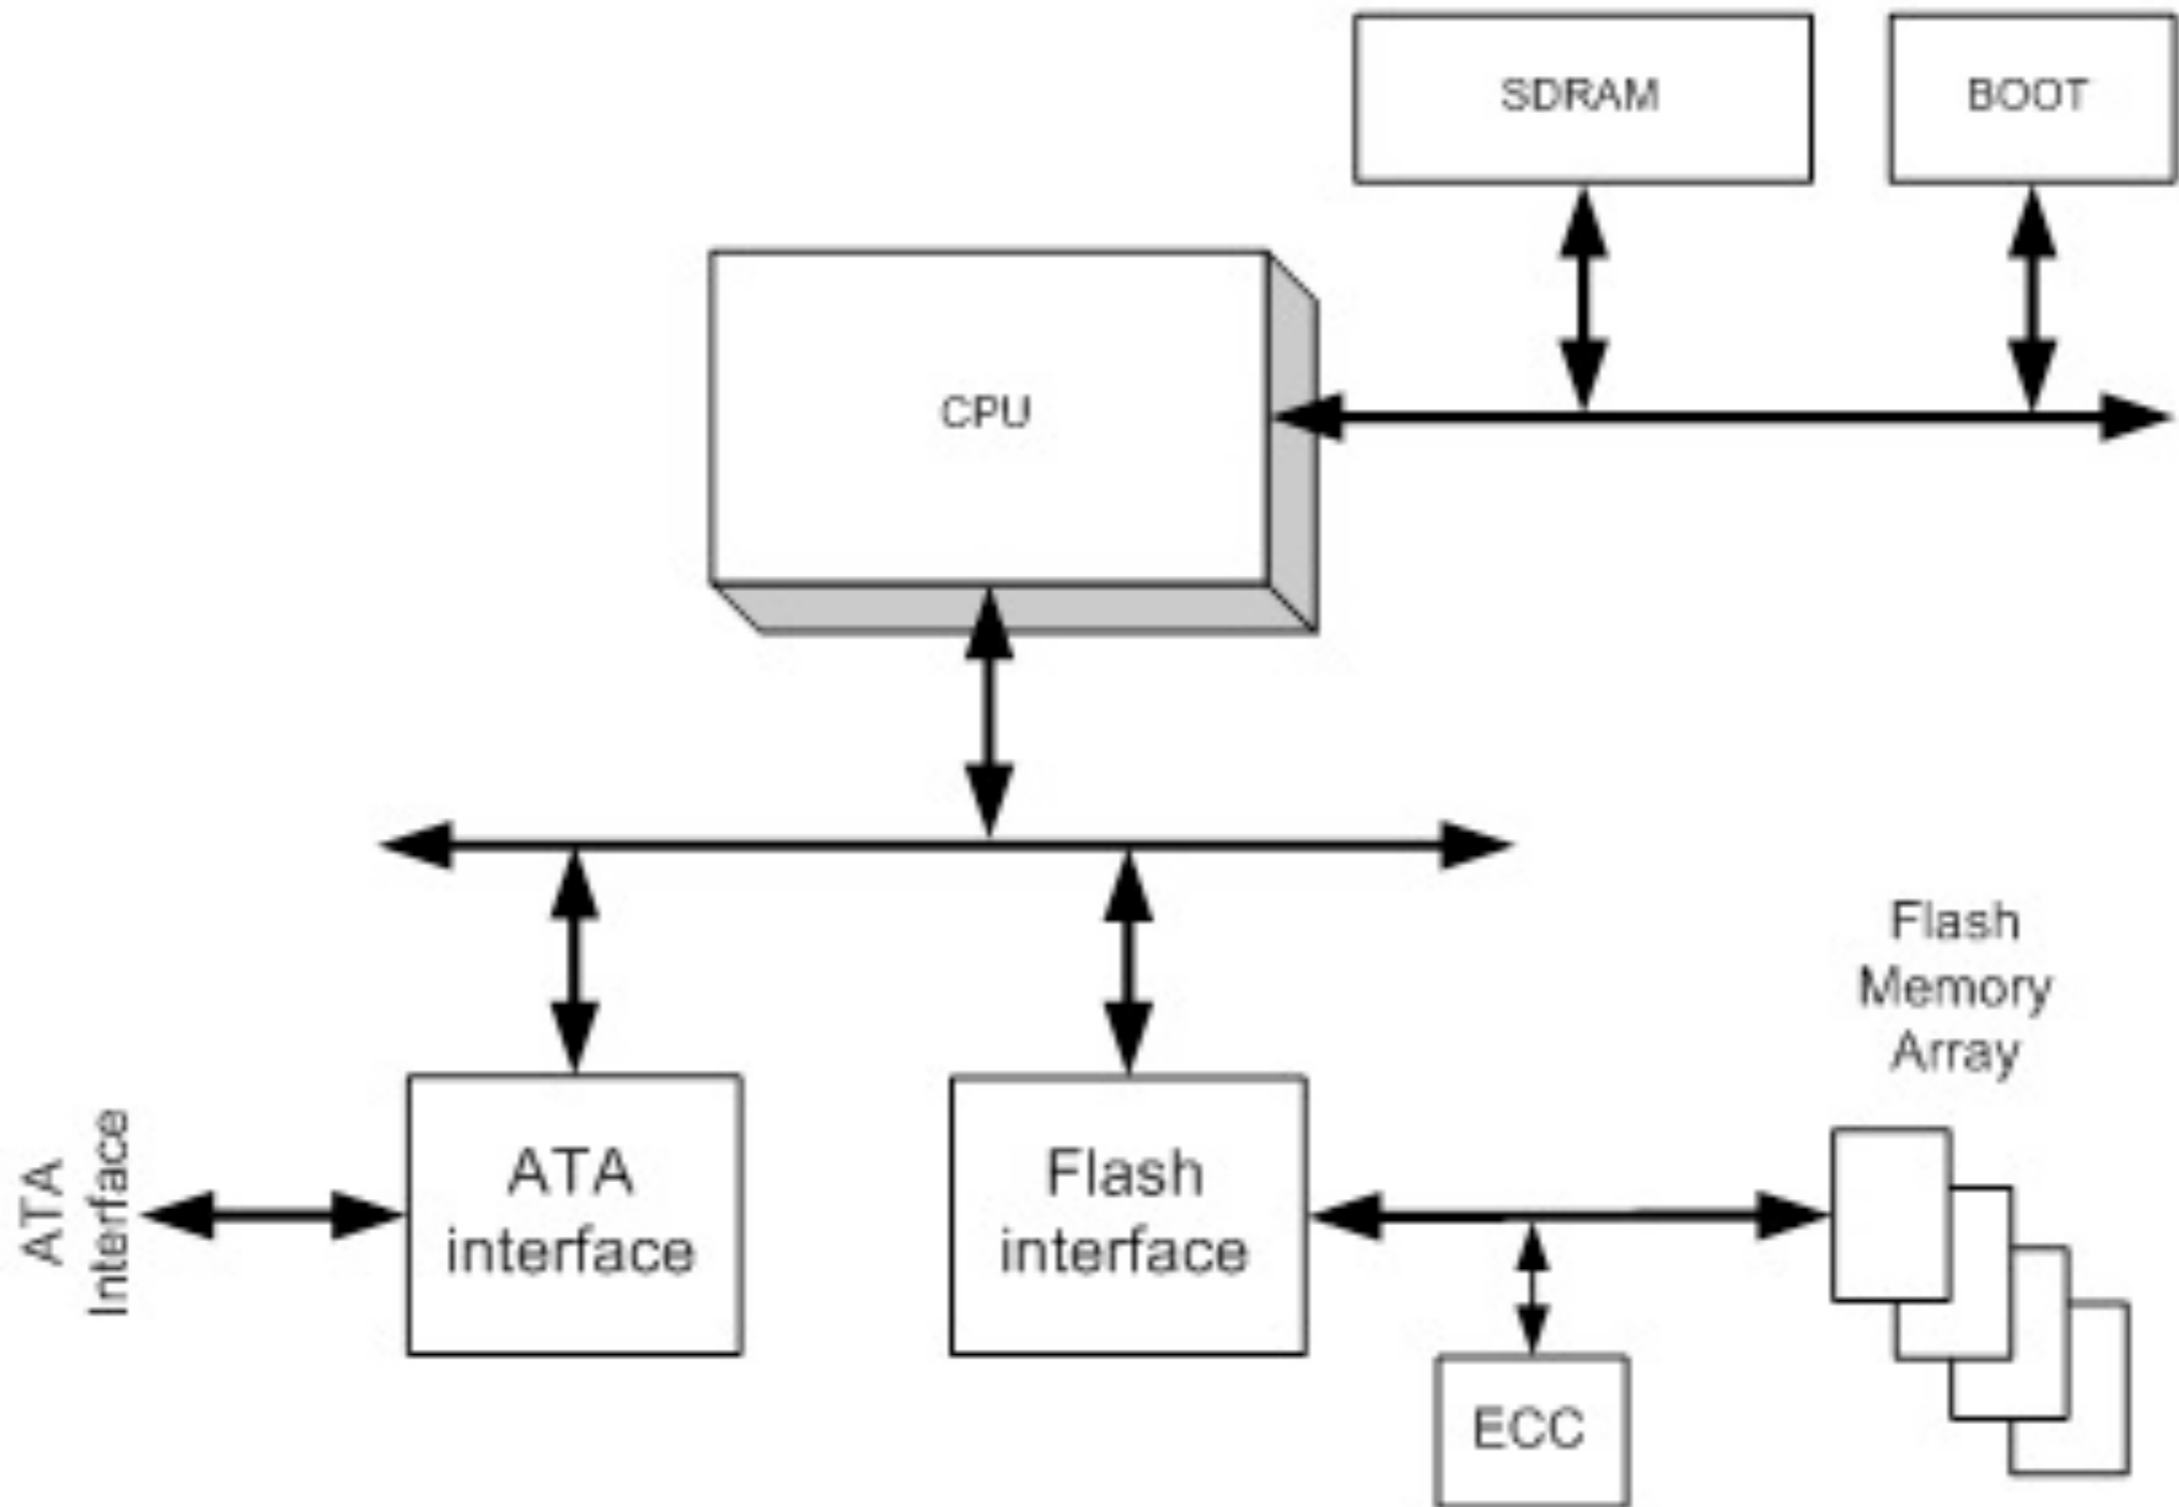 SDRAM
BOOT
CPU
Flash
Memory
Array
ATA
Interface
ATA
interface
Flash
interface
ECC